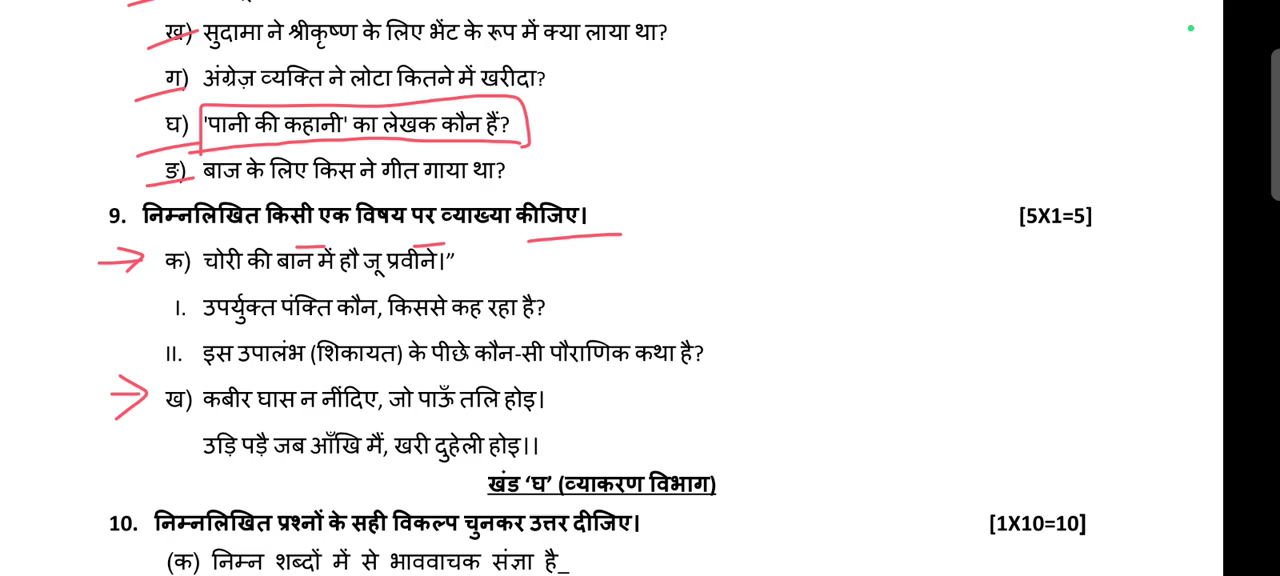 ख) सुदामा ने श्रीकृष्ण के लिए भेंट के रूप में क्या लाया था?
ग) अंग्रेज़ व्यक्ति ने लोटा कितने में खरीदा?
घ) 'पानी की कहानी' का लेखक कौन हैं?
ङ) बाज के लिए किस ने गीत गाया था?
9. निम्नलिखित किसी एक विषय पर व्याख्या कीजिए। [5X1=5]
क) चोरी की बान में हौ जू प्रवीने।”
I. उपर्युक्त पंक्ति कौन, किससे कह रहा है?
II. इस उपालंभ (शिकायत) के पीछे कौन-सी पौराणिक कथा है?
ख) कबीर घास न नींदिए, जो पाऊँ तलि होइ।
उड़ि पड़ै जब आँखि मैं, खरी दुहेली होइ।।
खंड ‘घ’ (व्याकरण विभाग)
10. निम्नलिखित प्रश्नों के सही विकल्प चुनकर उत्तर दीजिए। [1X10=10]
(क) निम्न शब्दों में से भाववाचक संज्ञा है_